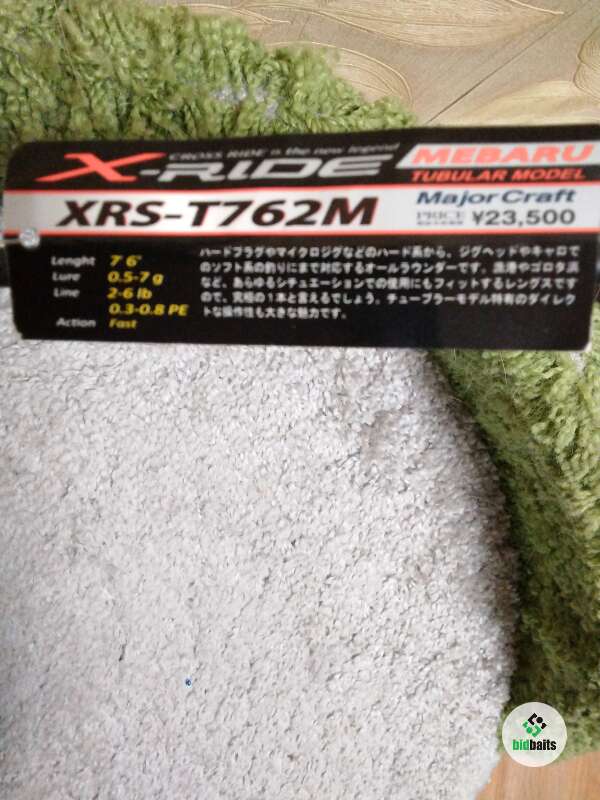 CROSS RIDE is the new legend
X-RIDE
MEBARU
TUBULAR MODEL
XRS-T762M
MajorCraft
PRICE ¥23,500
Lenght 7' 6"
Lure 0.5-7 g
Line 2-6 lb
0.3-0.8 PE
Action Fast
ハードプラグやマイクロジグなどのハード系から、ジグヘッドやキャロで
のソフト系の釣りにまで対応するオールラウンダーです。漁港やゴロタ浜
など、あらゆるシチュエーションでの使用にもフィットするレングスです
ので、究極の1本と言えるでしょう。チューブラーモデル特有のダイレク
トな操作性も大きな魅力です。
bidbaits